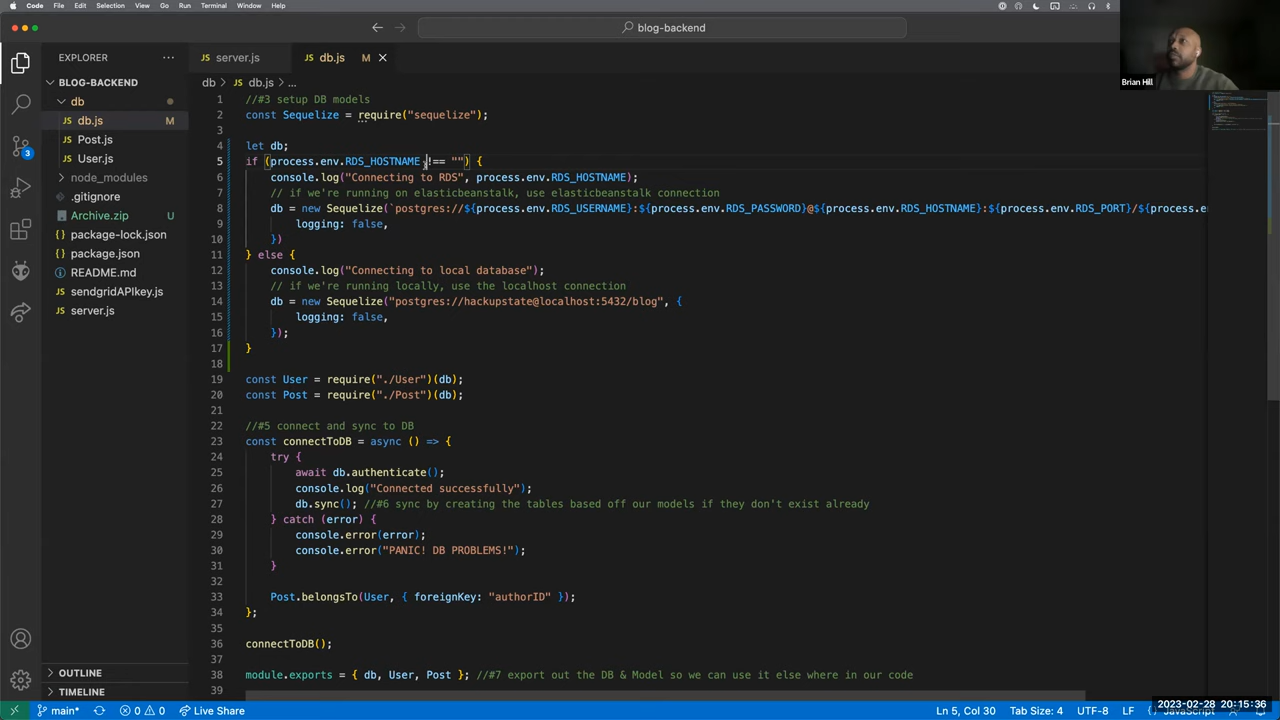 Code File Edit Selection View Go Run Terminal Window Help
blog-backend
Brian Hill
EXPLORER
server.js
db.js M
BLOG-BACKEND
db
db.js M
Post.js
User.js
node_modules
.gitignore
Archive.zip U
package-lock.json
package.json
README.md
sendgridAPIkey.js
server.js
OUTLINE
TIMELINE
3
db > db.js > ...
1 //#3 setup DB models
2 const Sequelize = require("sequelize");
3
4 let db;
5 if (process.env.RDS_HOSTNAME !== "") {
6 console.log("Connecting to RDS", process.env.RDS_HOSTNAME);
7 // if we're running on elasticbeanstalk, use elasticbeanstalk connection
8 db = new Sequelize(`postgres://${process.env.RDS_USERNAME}:${process.env.RDS_PASSWORD}@${process.env.RDS_HOSTNAME}:${process.env.RDS_PORT}/${process.en
9 logging: false,
10 })
11 } else {
12 console.log("Connecting to local database");
13 // if we're running locally, use the localhost connection
14 db = new Sequelize("postgres://hackupstate@localhost:5432/blog", {
15 logging: false,
16 });
17 }
18
19 const User = require("./User")(db);
20 const Post = require("./Post")(db);
21
22 //#5 connect and sync to DB
23 const connectToDB = async () => {
24 try {
25 await db.authenticate();
26 console.log("Connected successfully");
27 db.sync(); //#6 sync by creating the tables based off our models if they don't exist already
28 } catch (error) {
29 console.error(error);
30 console.error("PANIC! DB PROBLEMS!");
31 }
32
33 Post.belongsTo(User, { foreignKey: "authorID" });
34 };
35
36 connectToDB();
37
38 module.exports = { db, User, Post }; //#7 export out the DB & Model so we can use it else where in our code
39
main* 0 0 Live Share
Ln 5, Col 30 Tab Size: 4 UTF-8 LF
2023-02-28 20:15:36